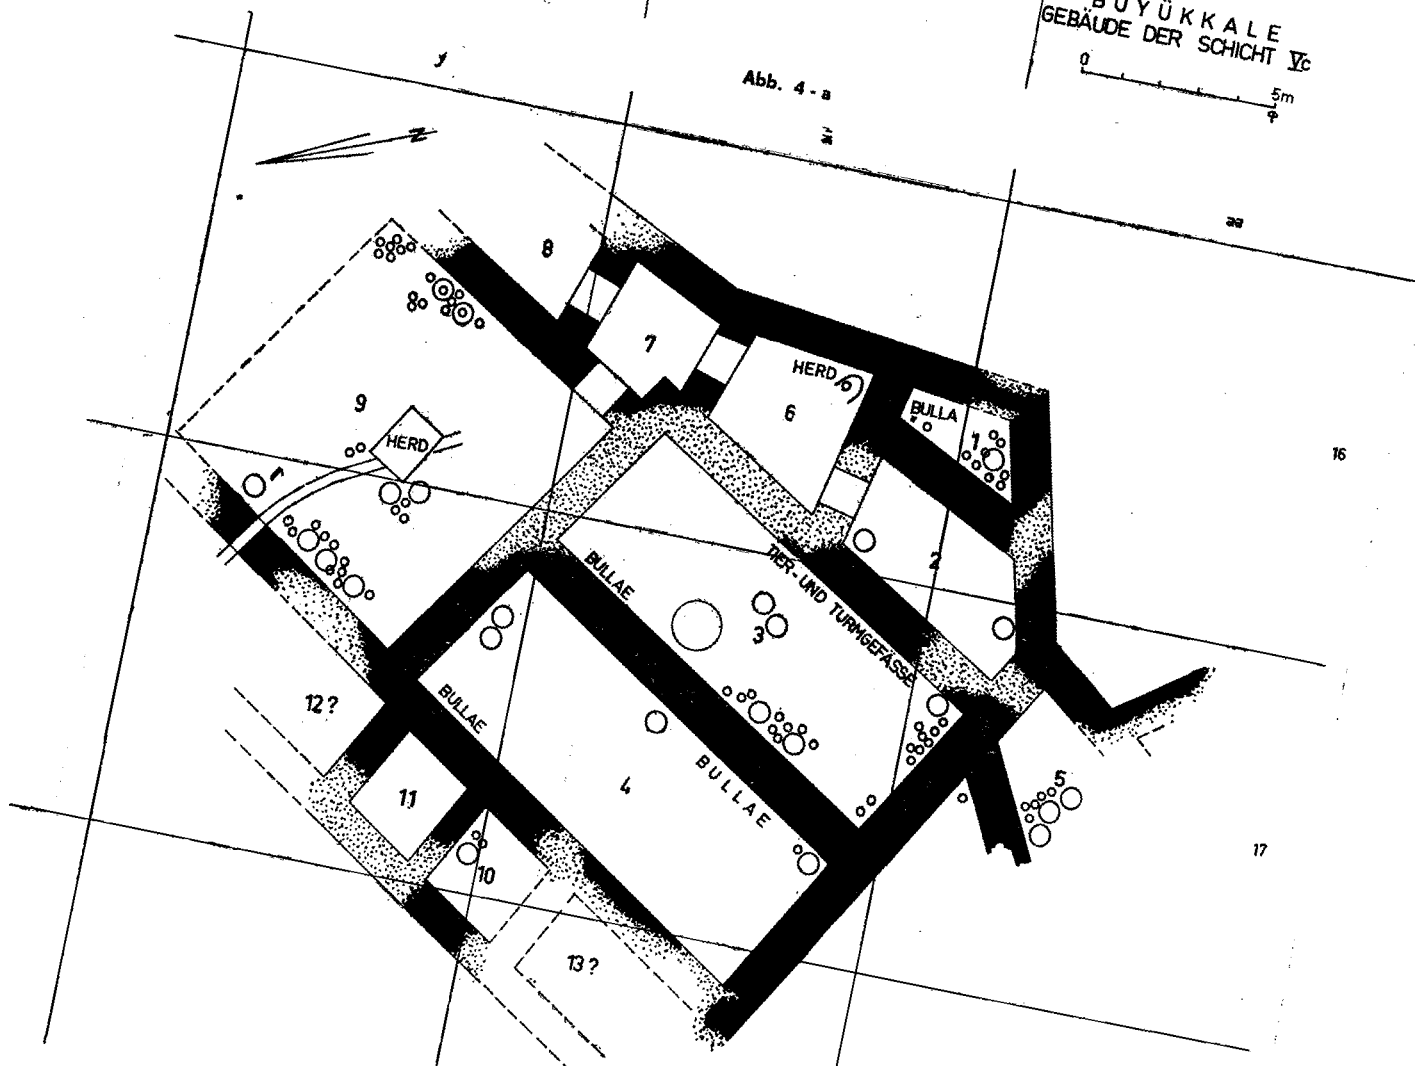 BÜYÜKKALE
GEBÄUDE DER SCHICHT Vc
0
5m
y
Abb. 4-a
ä
aa
N
8
7
HERD
6
BULLA
1
9
HERD
16
2
BULLAE
TIER- UND TURMGEFÄSSE
3
12?
BULLAE
BULLAE
4
5
11
10
17
13?